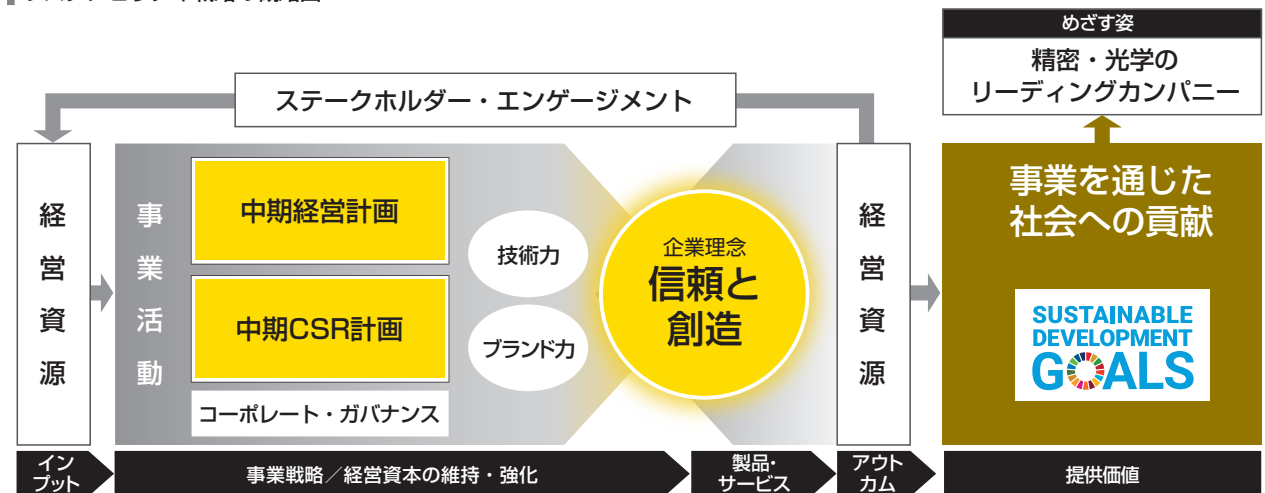 めざす姿
精密・光学の
リーディングカンパニー
ステークホルダー・エンゲージメント
経営資源
事業活動
中期経営計画
中期CSR計画
コーポレート・ガバナンス
技術力
ブランド力
企業理念
信頼と
創造
経営資源
事業を通じた
社会への貢献
SUSTAINABLE
DEVELOPMENT
GOALS
イン
プット
事業戦略／経営資本の維持・強化
製品・
サービス
アウト
カム
提供価値